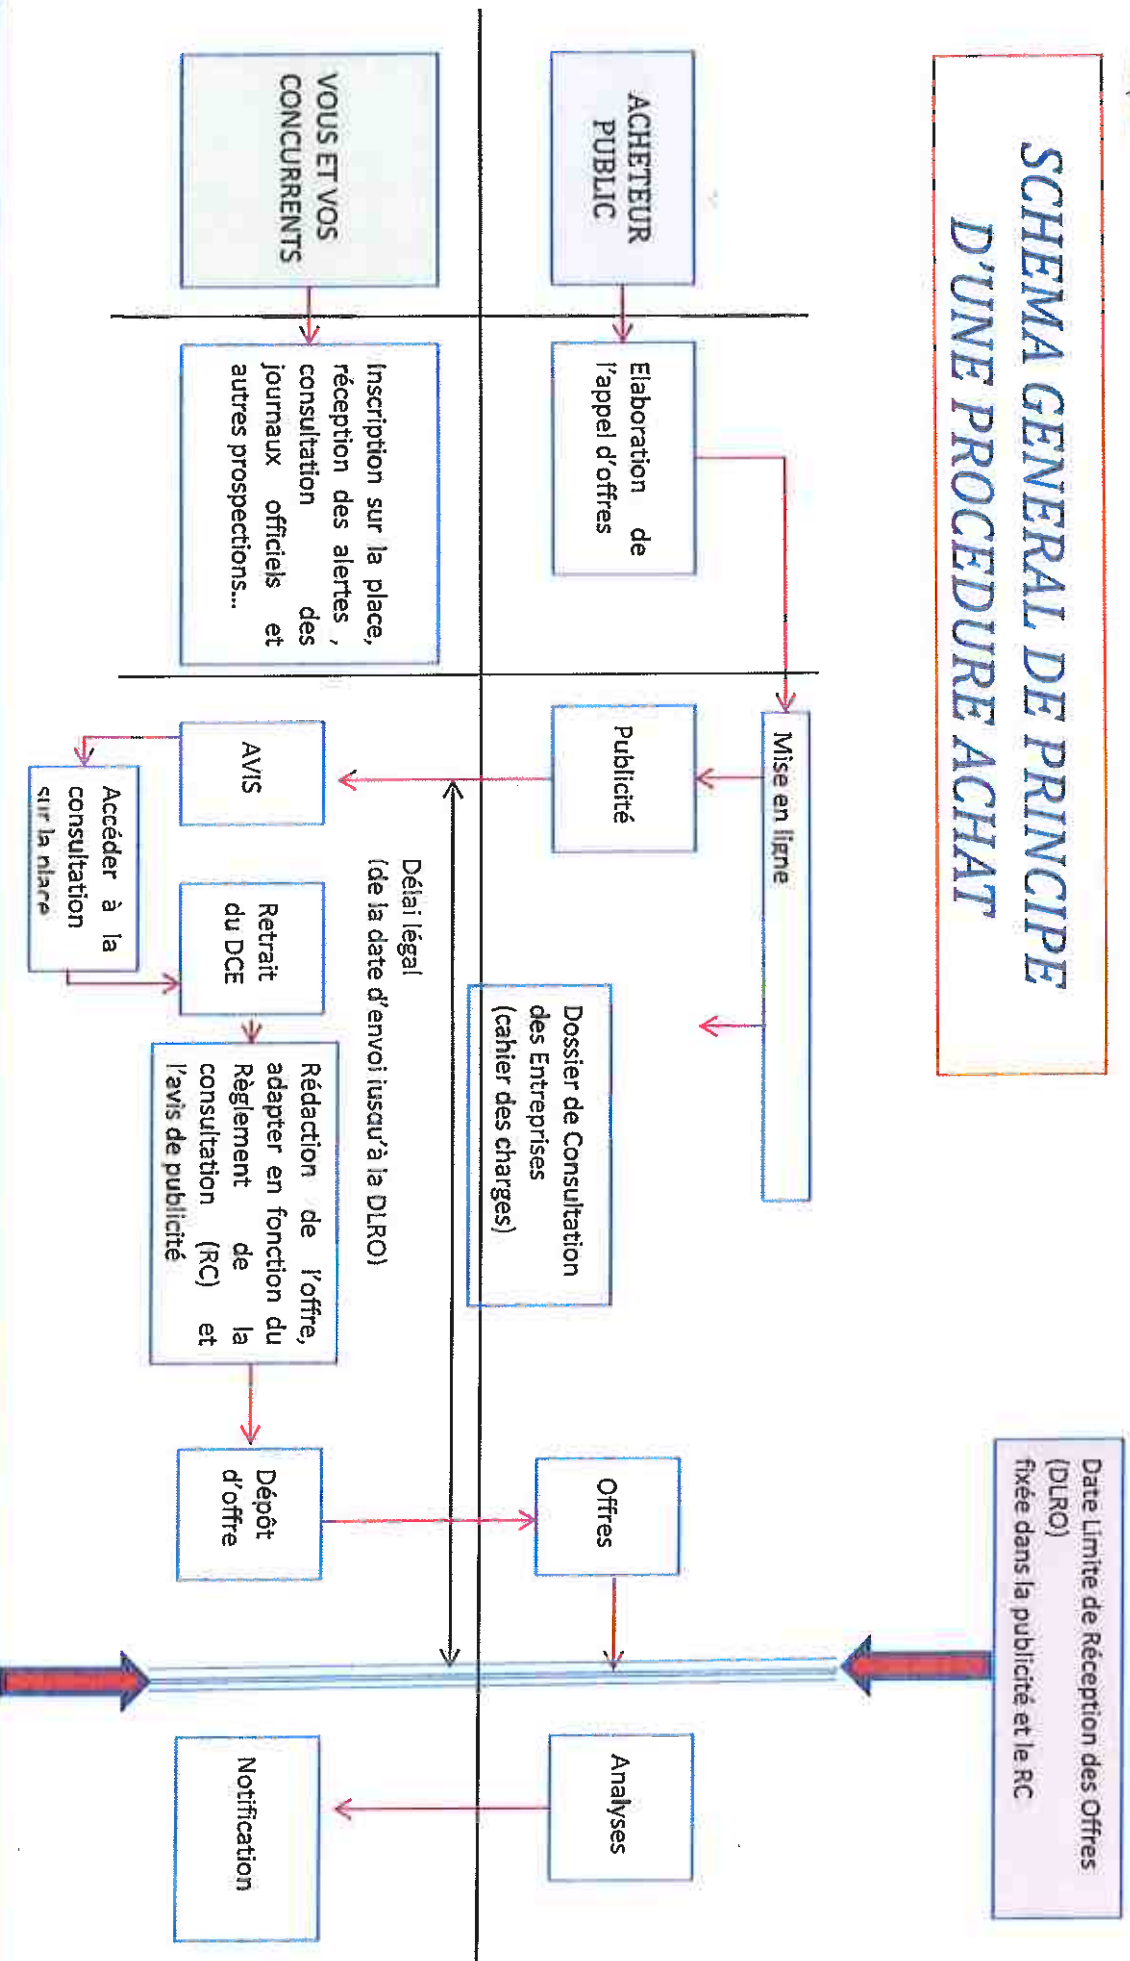 SCHEMA GENERAL DE PRINCIPE
D'UNE PROCEDURE ACHAT
Date Limite de Réception des Offres
(DLRO)
fixée dans la publicité et le RC
ACHETEUR
PUBLIC
Elaboration de
l'appel d'offres
Mise en ligne
Publicité
Dossier de Consultation
des Entreprises
(cahier des charges)
Offres
Analyses
Délai légal
(de la date d'envoi jusqu'à la DLRO)
VOUS ET VOS
CONCURRENTS
Inscription sur la place,
réception des alertes ,
consultation des
journaux officiels et
autres prospections...
AVIS
Accéder à la
consultation
sur la place
Retrait
du DCE
Rédaction de l'offre,
adapter en fonction du
Règlement de la
consultation (RC) et
l'avis de publicité
Dépôt
d'offre
Notification